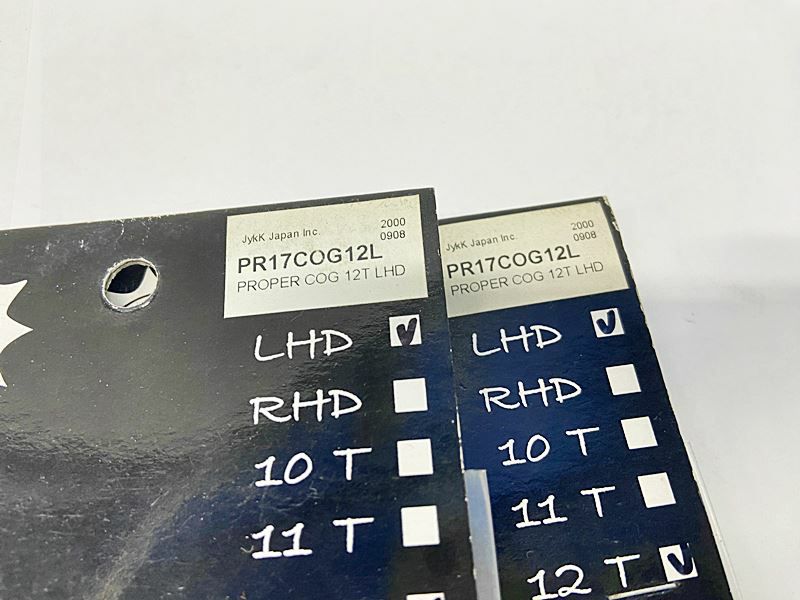 JykK Japan Inc. 2000
0908
PR17COG12L
PROPER COG 12T LHD
LHD
RHD
10 T
11 T
JykK Japan Inc. 2000
0908
PR17COG12L
PROPER COG 12T LHD
LHD
RHD
10 T
11 T
12 T